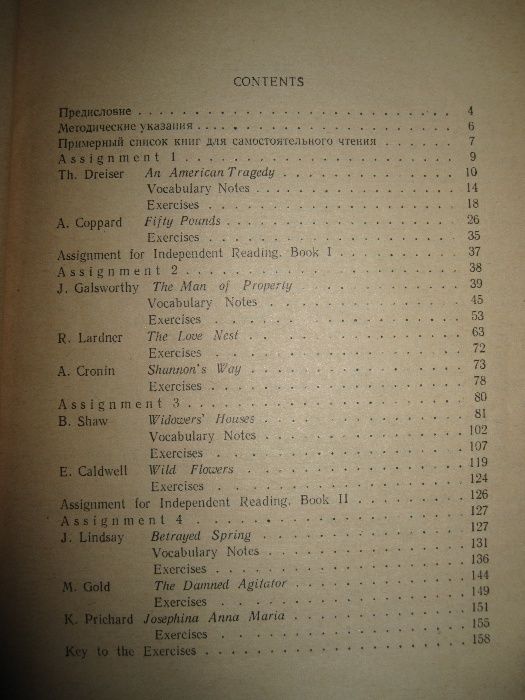 CONTENTS
Предисловие . . . . . . . . . . 4
Методические указания . . . . . . . . . . 6
Примерный список книг для самостоятельного чтения . . . . . . 7
Assignment 1 . . . . . . . . . . 9
Th. Dreiser An American Tragedy . . . . . . . . . . 10
Vocabulary Notes . . . . . . . . . . 14
Exercises . . . . . . . . . . 18
A. Coppard Fifty Pounds . . . . . . . . . . 26
Exercises . . . . . . . . . . 35
Assignment for Independent Reading. Book I . . . . . . . . 37
Assignment 2 . . . . . . . . . . 38
J. Galsworthy The Man of Property . . . . . . . . . . 39
Vocabulary Notes . . . . . . . . . . 45
Exercises . . . . . . . . . . 53
R. Lardner The Love Nest . . . . . . . . . . 63
Exercises . . . . . . . . . . 72
A. Cronin Shannon's Way . . . . . . . . . . 73
Exercises . . . . . . . . . . 78
Assignment 3 . . . . . . . . . . 80
B. Shaw Widowers' Houses . . . . . . . . . . 81
Vocabulary Notes . . . . . . . . . . 102
Exercises . . . . . . . . . . 107
E. Caldwell Wild Flowers . . . . . . . . . . 119
Exercises . . . . . . . . . . 124
Assignment for Independent Reading. Book II . . . . . . . . 126
Assignment 4 . . . . . . . . . . 127
J. Lindsay Betrayed Spring . . . . . . . . . . 127
Vocabulary Notes . . . . . . . . . . 131
Exercises . . . . . . . . . . 136
M. Gold The Damned Agitator . . . . . . . . . . 144
Exercises . . . . . . . . . . 149
K. Prichard Josephina Anna Maria . . . . . . . . . . 151
Exercises . . . . . . . . . . 155
Key to the Exercises . . . . . . . . . . 158